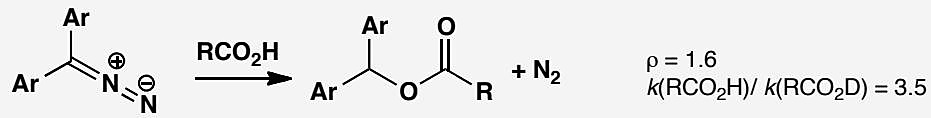 Ar
Ar
N
⊕
N
⊖
RCO₂H
Ar
Ar
O
O
R
+ N₂
ρ = 1.6
k(RCO₂H)/ k(RCO₂D) = 3.5